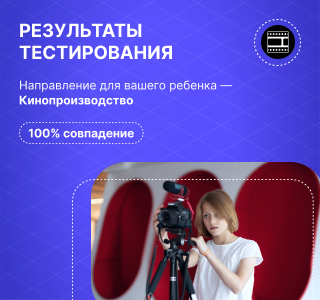 РЕЗУЛЬТАТЫ
ТЕСТИРОВАНИЯ
Направление для вашего ребенка —
Кинопроизводство
100% совпадение